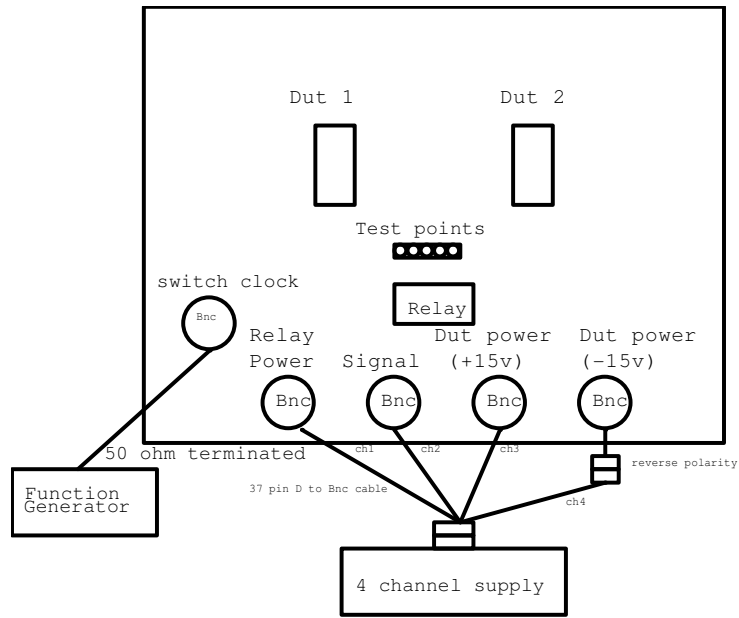 Dut 1
Dut 2
Test points
switch clock
Bnc
Relay
Relay
Power
Signal
Dut power
(+15v)
Dut power
(−15v)
Bnc
Bnc
Bnc
Bnc
50 ohm terminated
ch1
ch2
ch3
reverse polarity
Function
Generator
37 pin D to Bnc cable
ch4
4 channel supply